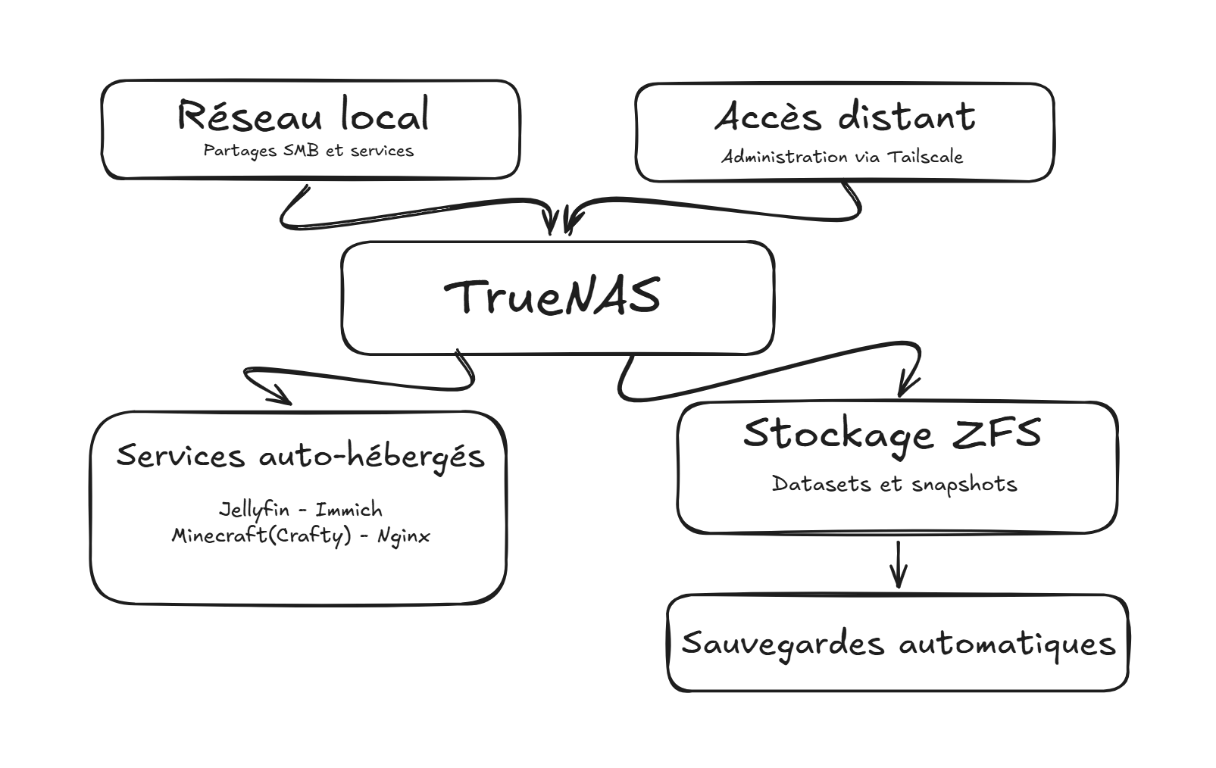 Réseau local
Partages SMB et services
Accès distant
Administration via Tailscale
TrueNAS
Services auto-hébergés
Jellyfin - Immich
Minecraft(Crafty) - Nginx
Stockage ZFS
Datasets et snapshots
Sauvegardes automatiques